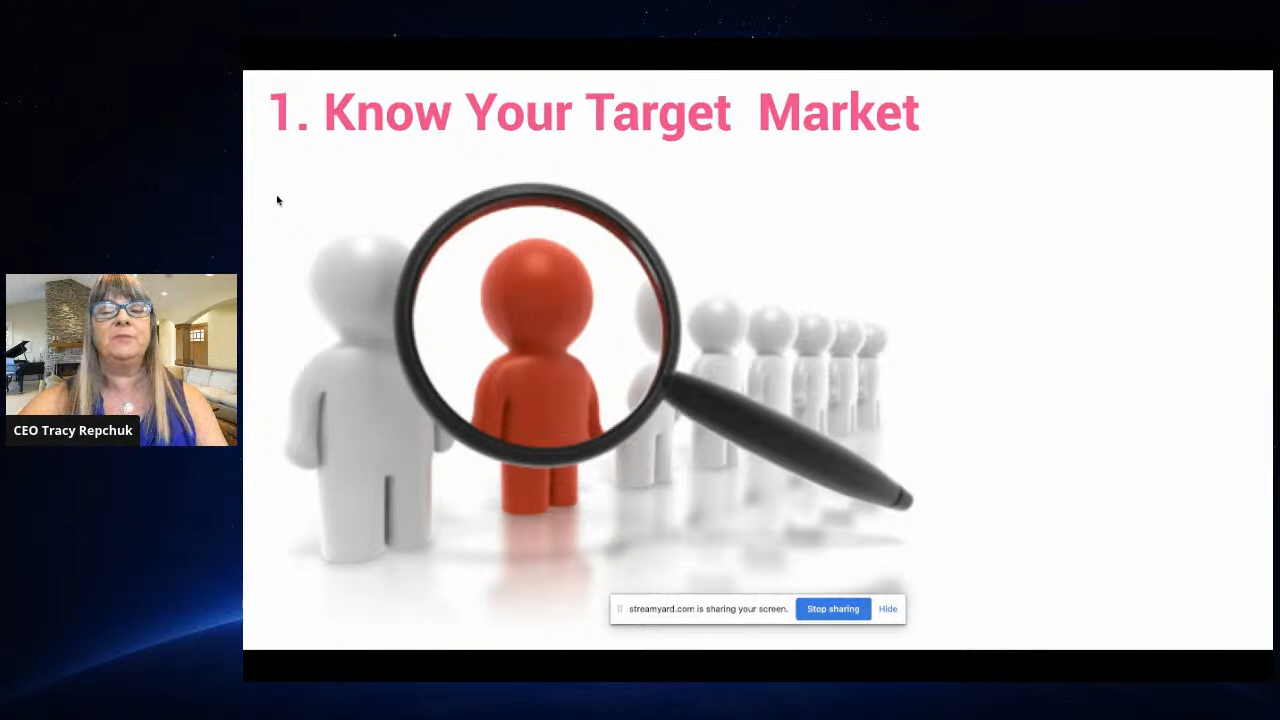 1. Know Your Target  Market
CEO Tracy Repchuk
streamyard.com is sharing your screen. Stop sharing Hide